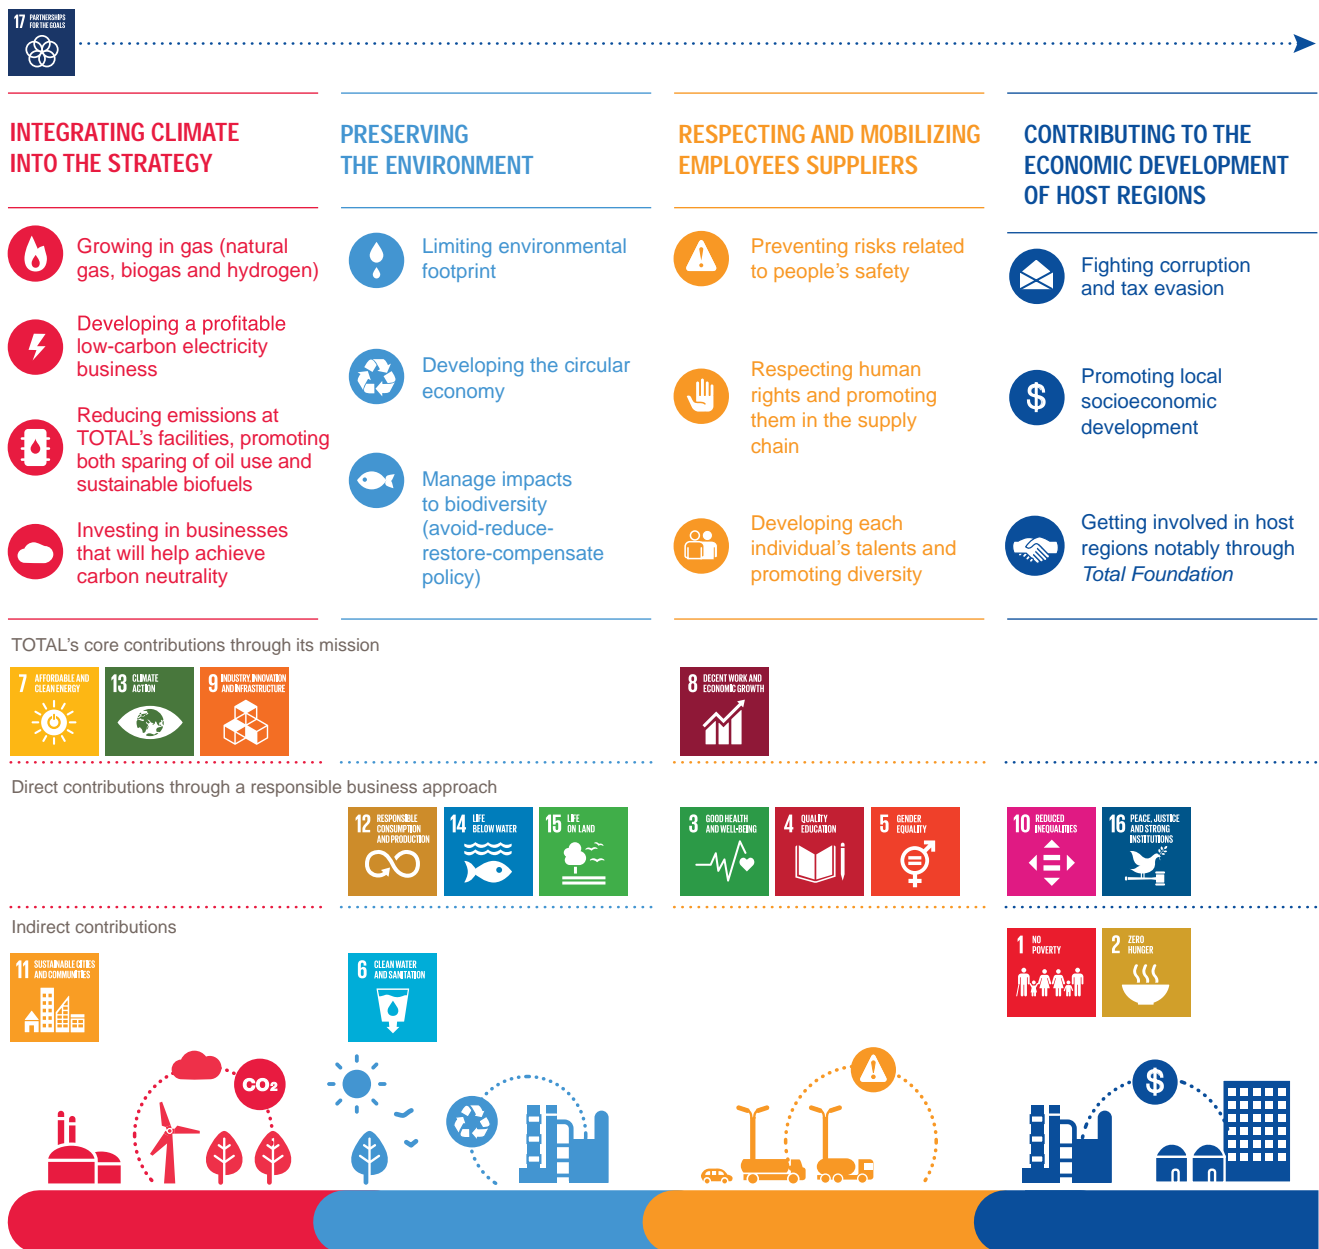 17 PARTNERSHIPS
FOR THE GOALS
INTEGRATING CLIMATE
INTO THE STRATEGY
Growing in gas (natural
gas, biogas and hydrogen)
Developing a profitable
low-carbon electricity
business
Reducing emissions at
TOTAL's facilities, promoting
both sparing of oil use and
sustainable biofuels
Investing in businesses
that will help achieve
carbon neutrality
PRESERVING
THE ENVIRONMENT
Limiting environmental
footprint
Developing the circular
economy
Manage impacts
to biodiversity
(avoid-reduce-
restore-compensate
policy)
RESPECTING AND MOBILIZING
EMPLOYEES SUPPLIERS
Preventing risks related
to people's safety
Respecting human
rights and promoting
them in the supply
chain
Developing each
individual's talents and
promoting diversity
CONTRIBUTING TO THE
ECONOMIC DEVELOPMENT
OF HOST REGIONS
Fighting corruption
and tax evasion
$
Promoting local
socioeconomic
development
Getting involved in host
regions notably through
Total Foundation
TOTAL's core contributions through its mission
7 AFFORDABLE AND
CLEAN ENERGY
13 CLIMATE
ACTION
9 INDUSTRY, INNOVATION
AND INFRASTRUCTURE
8 DECENT WORK AND
ECONOMIC GROWTH
Direct contributions through a responsible business approach
12 RESPONSIBLE
CONSUMPTION
AND PRODUCTION
14 LIFE
BELOW WATER
15 LIFE
ON LAND
3 GOOD HEALTH
AND WELL-BEING
4 QUALITY
EDUCATION
5 GENDER
EQUALITY
10 REDUCED
INEQUALITIES
16 PEACE, JUSTICE
AND STRONG
INSTITUTIONS
Indirect contributions
11 SUSTAINABLE CITIES
AND COMMUNITIES
6 CLEAN WATER
AND SANITATION
1 NO
POVERTY
2 ZERO
HUNGER
CO2
$